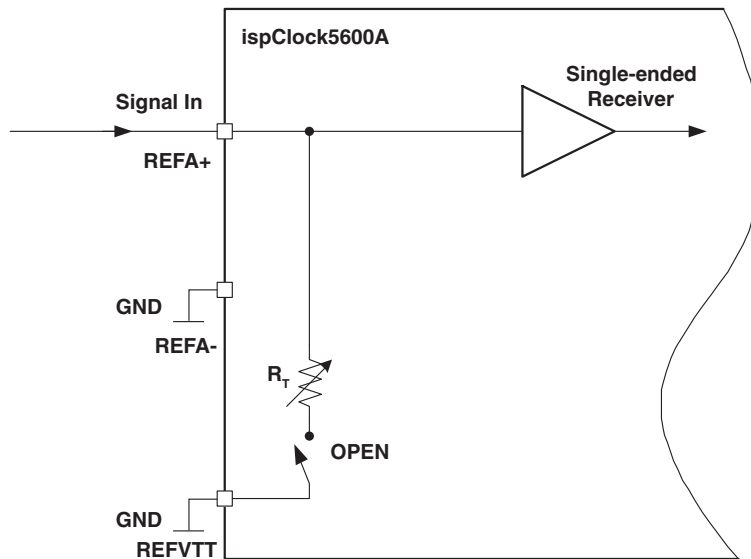 ispClock5600A
Single-ended
Receiver
Signal In
REFA+
GND
REFA-
RT
OPEN
GND
REFVTT